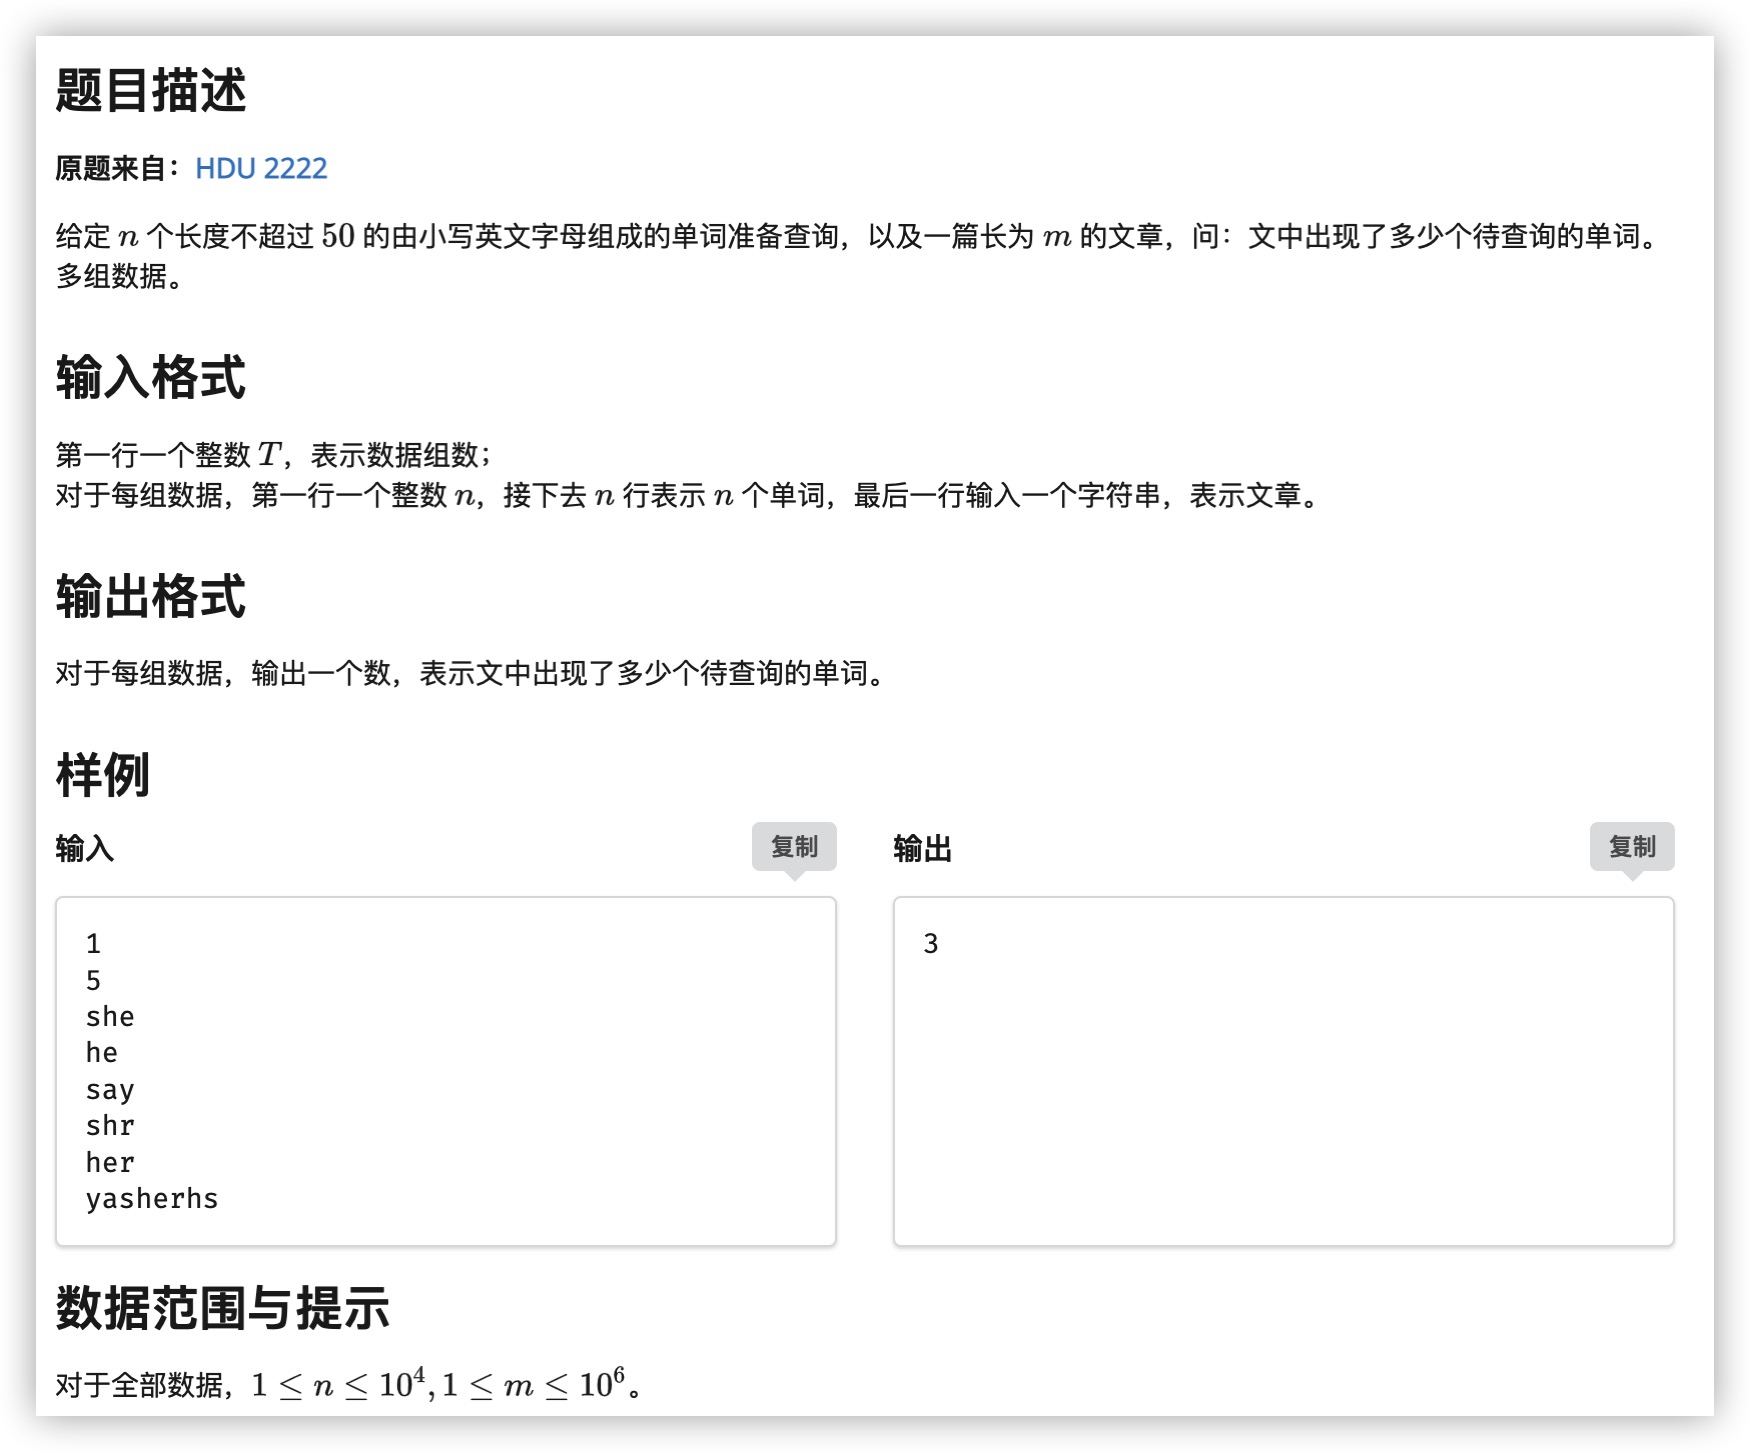 题目描述
原题来自：HDU 2222
给定 n 个长度不超过 50 的由小写英文字母组成的单词准备查询，以及一篇长为 m 的文章，问：文中出现了多少个待查询的单词。
多组数据。
输入格式
第一行一个整数 T，表示数据组数；
对于每组数据，第一行一个整数 n，接下去 n 行表示 n 个单词，最后一行输入一个字符串，表示文章。
输出格式
对于每组数据，输出一个数，表示文中出现了多少个待查询的单词。
样例
输入
复制
1
5
she
he
say
shr
her
yasherhs
输出
复制
3
数据范围与提示
对于全部数据，1 ≤ n ≤ 10⁴, 1 ≤ m ≤ 10⁶。